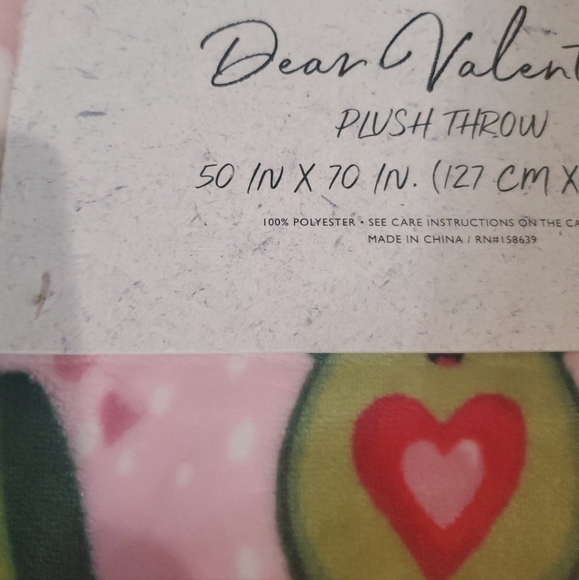 Dear Valent
PLUSH THROW
50 IN X 70 IN. (127 CM X
100% POLYESTER • SEE CARE INSTRUCTIONS ON THE CA
MADE IN CHINA / RN#158639